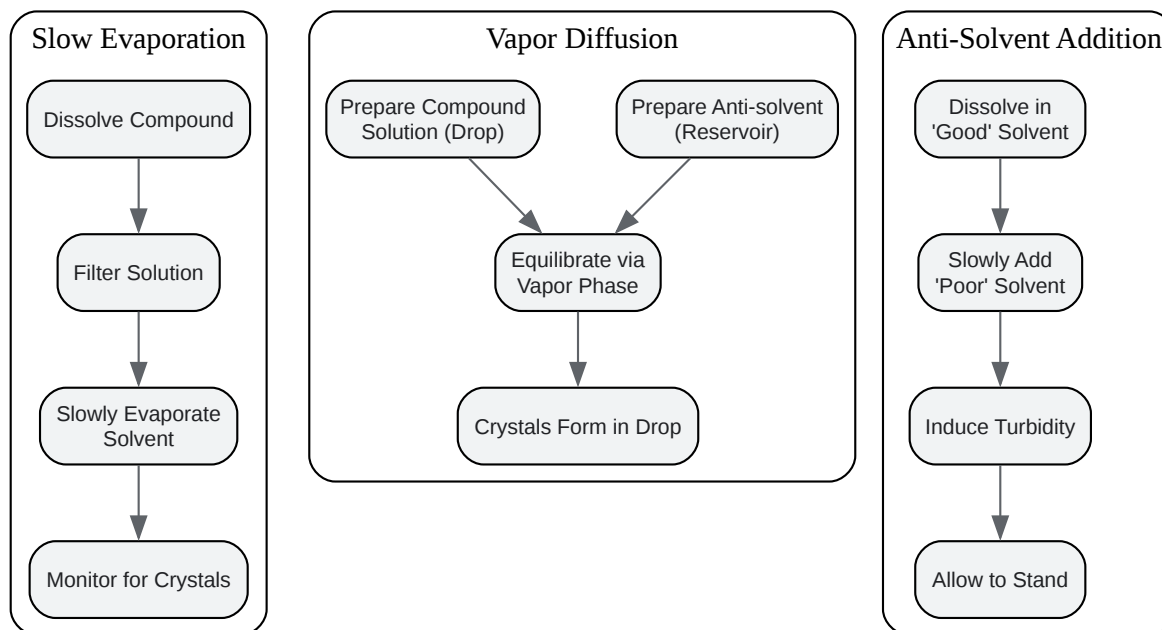 Slow Evaporation
Dissolve Compound
Filter Solution
Slowly Evaporate
Solvent
Monitor for Crystals
Vapor Diffusion
Prepare Compound
Solution (Drop)
Prepare Anti-solvent
(Reservoir)
Equilibrate via
Vapor Phase
Crystals Form in Drop
Anti-Solvent Addition
Dissolve in
'Good' Solvent
Slowly Add
'Poor' Solvent
Induce Turbidity
Allow to Stand